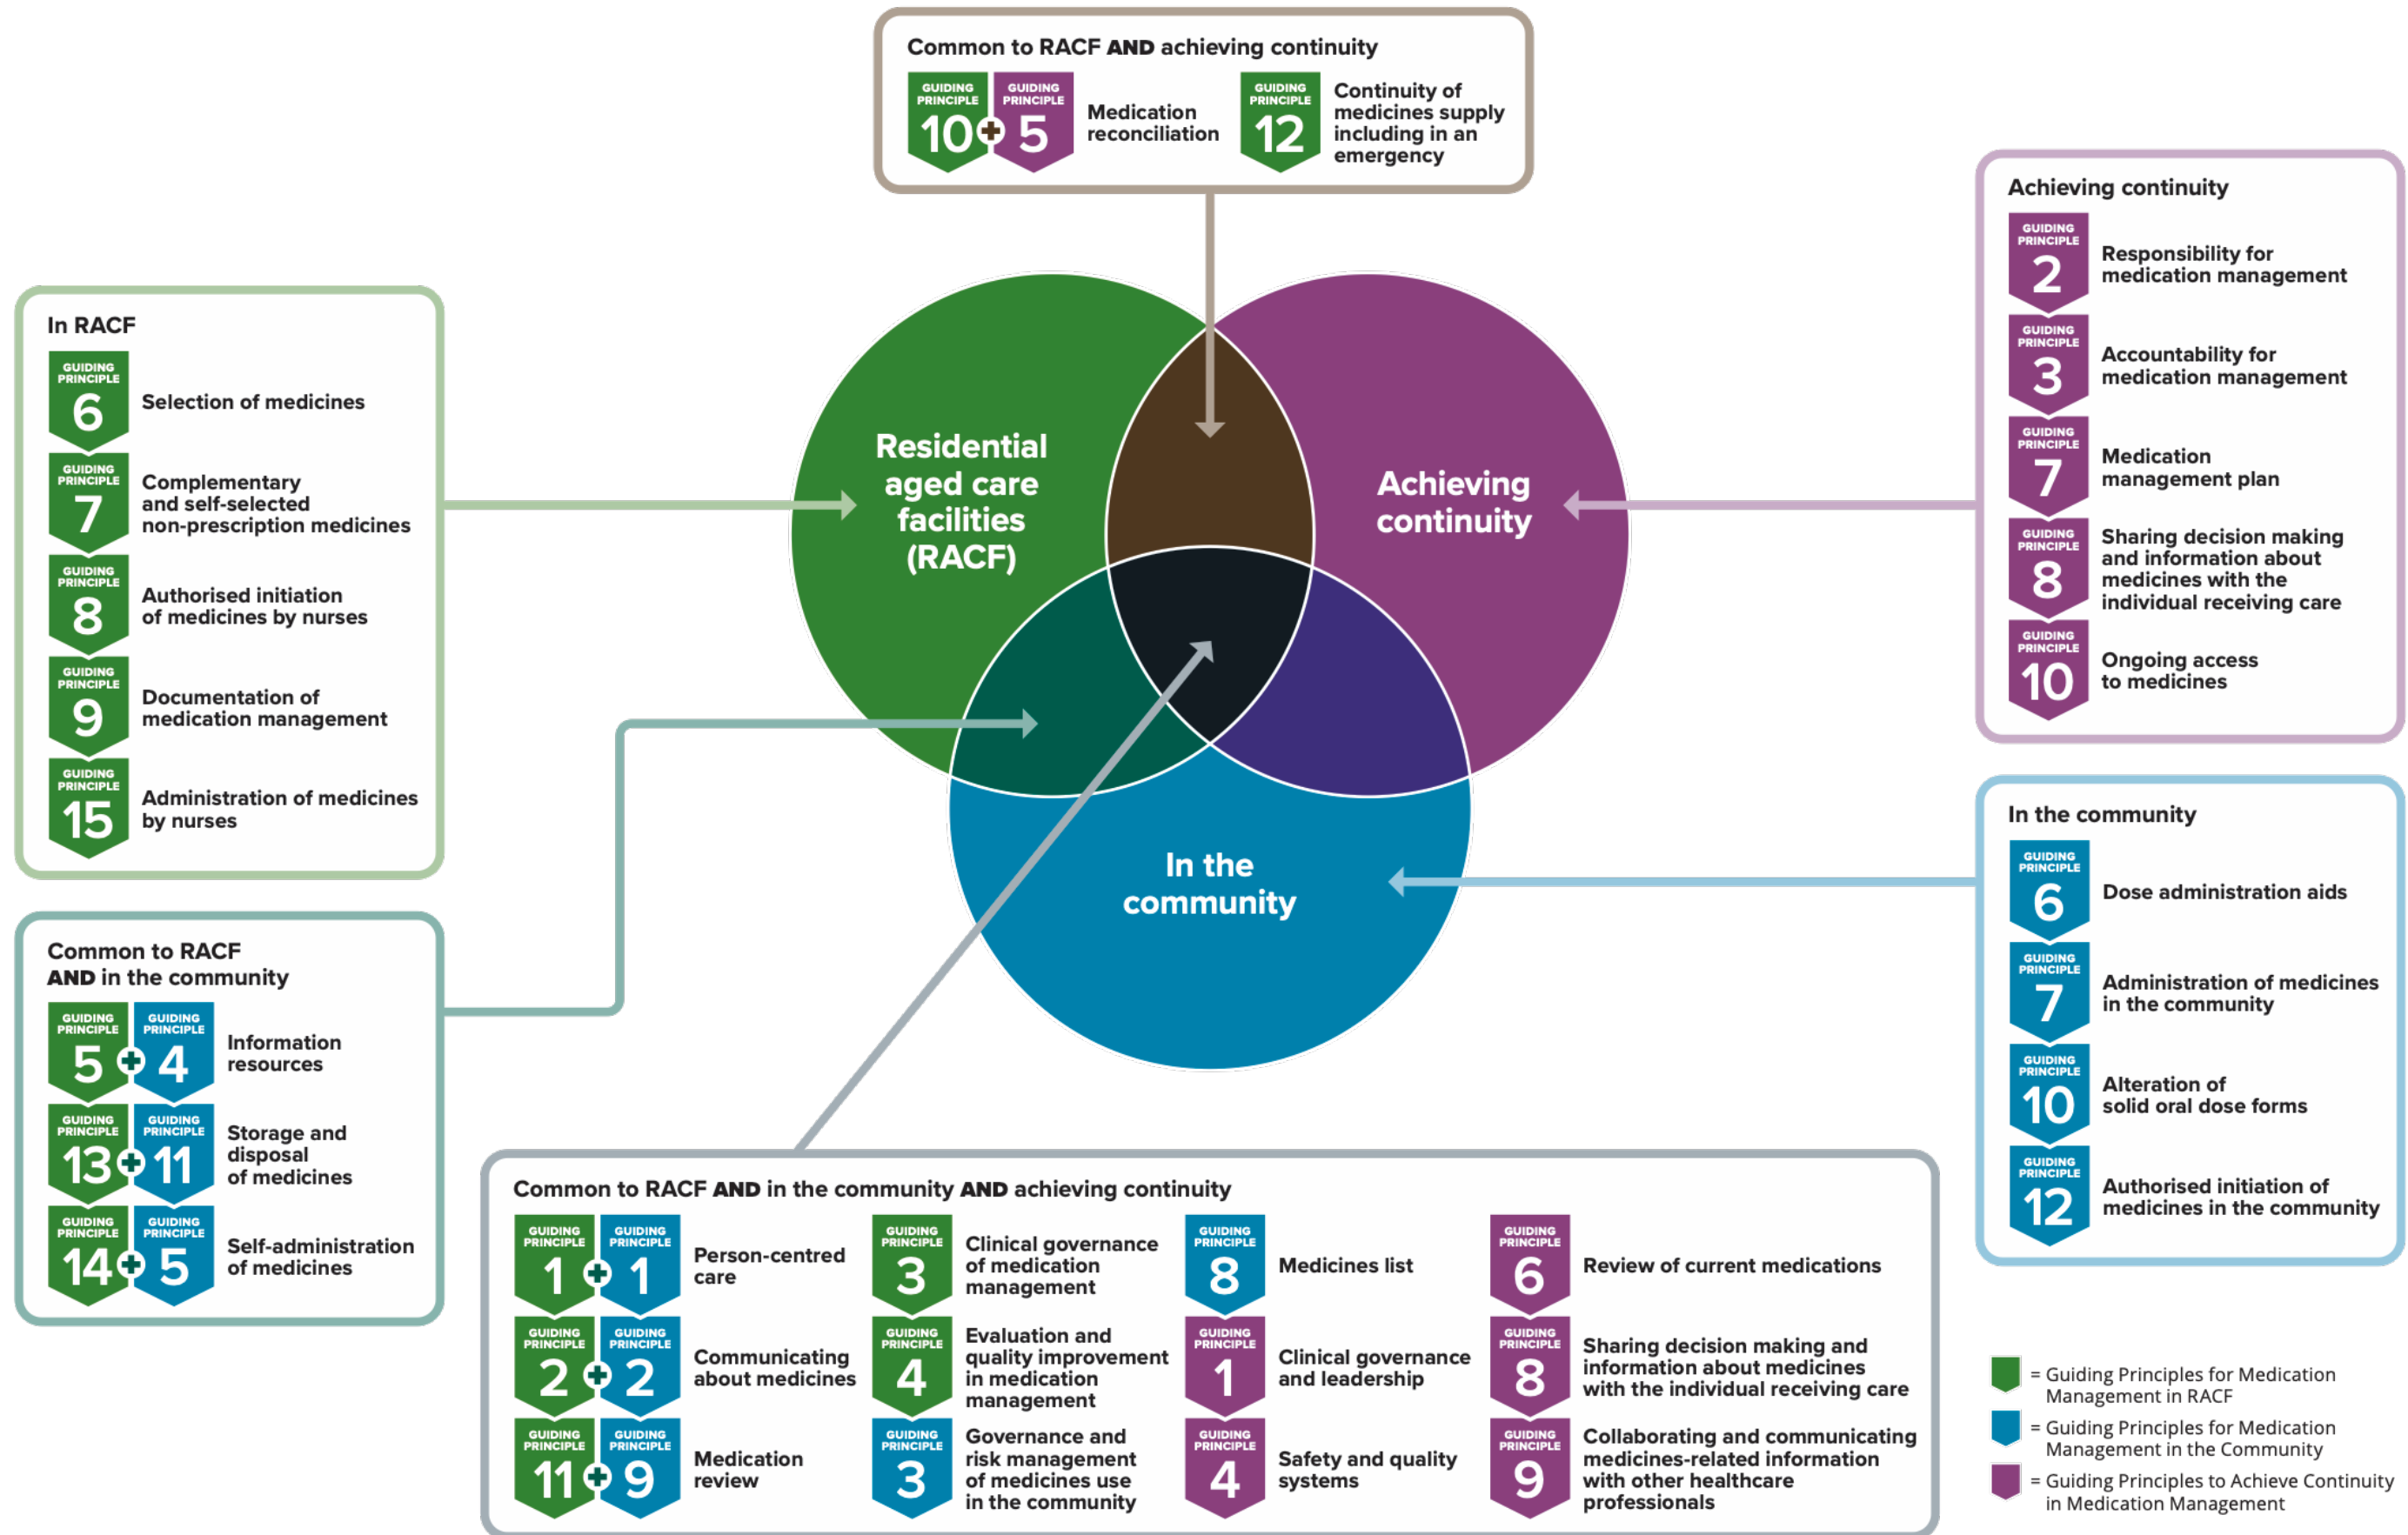 Common to RACF AND achieving continuity
GUIDING
PRINCIPLE
10
GUIDING
PRINCIPLE
5
Medication
reconciliation
GUIDING
PRINCIPLE
12
Continuity of
medicines supply
including in an
emergency
In RACF
GUIDING
PRINCIPLE
6
Selection of medicines
GUIDING
PRINCIPLE
7
Complementary
and self-selected
non-prescription medicines
GUIDING
PRINCIPLE
8
Authorised initiation
of medicines by nurses
GUIDING
PRINCIPLE
9
Documentation of
medication management
GUIDING
PRINCIPLE
15
Administration of medicines
by nurses
Residential
aged care
facilities
(RACF)
Achieving
continuity
In the
community
Achieving continuity
GUIDING
PRINCIPLE
2
Responsibility for
medication management
GUIDING
PRINCIPLE
3
Accountability for
medication management
GUIDING
PRINCIPLE
7
Medication
management plan
GUIDING
PRINCIPLE
8
Sharing decision making
and information about
medicines with the
individual receiving care
GUIDING
PRINCIPLE
10
Ongoing access
to medicines
Common to RACF
AND in the community
GUIDING
PRINCIPLE
5
+
GUIDING
PRINCIPLE
4
Information
resources
GUIDING
PRINCIPLE
13
+
GUIDING
PRINCIPLE
11
Storage and
disposal
of medicines
GUIDING
PRINCIPLE
14
+
GUIDING
PRINCIPLE
5
Self-administration
of medicines
In the community
GUIDING
PRINCIPLE
6
Dose administration aids
GUIDING
PRINCIPLE
7
Administration of medicines
in the community
GUIDING
PRINCIPLE
10
Alteration of
solid oral dose forms
GUIDING
PRINCIPLE
12
Authorised initiation of
medicines in the community
Common to RACF AND in the community AND achieving continuity
GUIDING
PRINCIPLE
1
+
GUIDING
PRINCIPLE
1
Person-centred
care
GUIDING
PRINCIPLE
2
+
GUIDING
PRINCIPLE
2
Communicating
about medicines
GUIDING
PRINCIPLE
11
+
GUIDING
PRINCIPLE
9
Medication
review
GUIDING
PRINCIPLE
3
Clinical governance
of medication
management
GUIDING
PRINCIPLE
4
Evaluation and
quality improvement
in medication
management
GUIDING
PRINCIPLE
3
Governance and
risk management
of medicines use
in the community
GUIDING
PRINCIPLE
8
Medicines list
GUIDING
PRINCIPLE
1
Clinical governance
and leadership
GUIDING
PRINCIPLE
4
Safety and quality
systems
GUIDING
PRINCIPLE
6
Review of current medications
GUIDING
PRINCIPLE
8
Sharing decision making and
information about medicines
with the individual receiving care
GUIDING
PRINCIPLE
9
Collaborating and communicating
medicines-related information
with other healthcare
professionals
= Guiding Principles for Medication
Management in RACF
= Guiding Principles for Medication
Management in the Community
= Guiding Principles to Achieve Continuity
in Medication Management